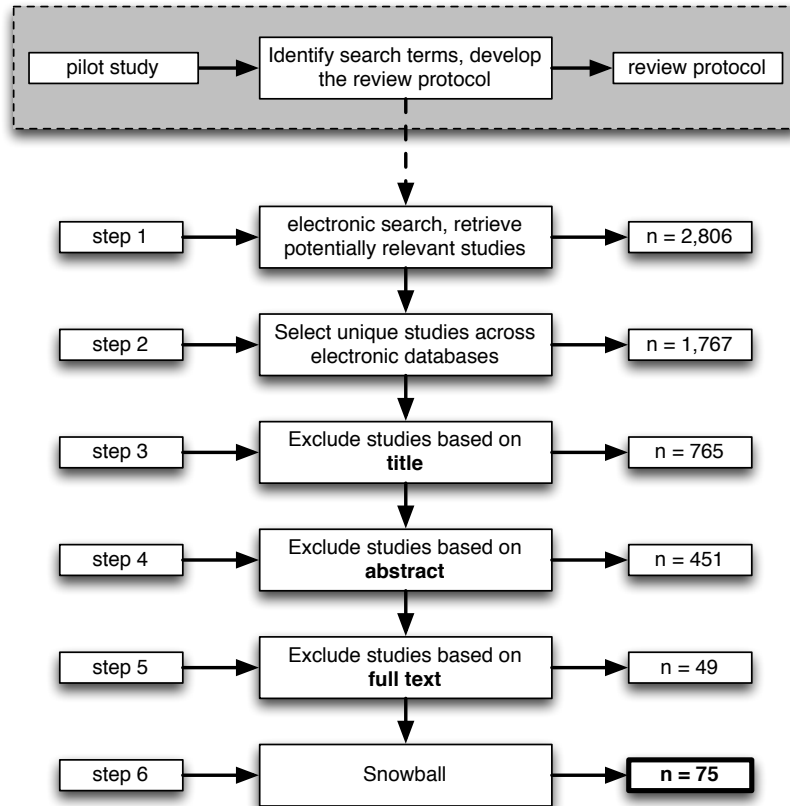 pilot study
Identify search terms, develop
the review protocol
review protocol
step 1
electronic search, retrieve
potentially relevant studies
n = 2,806
step 2
Select unique studies across
electronic databases
n = 1,767
step 3
Exclude studies based on
title
n = 765
step 4
Exclude studies based on
abstract
n = 451
step 5
Exclude studies based on
full text
n = 49
step 6
Snowball
n = 75